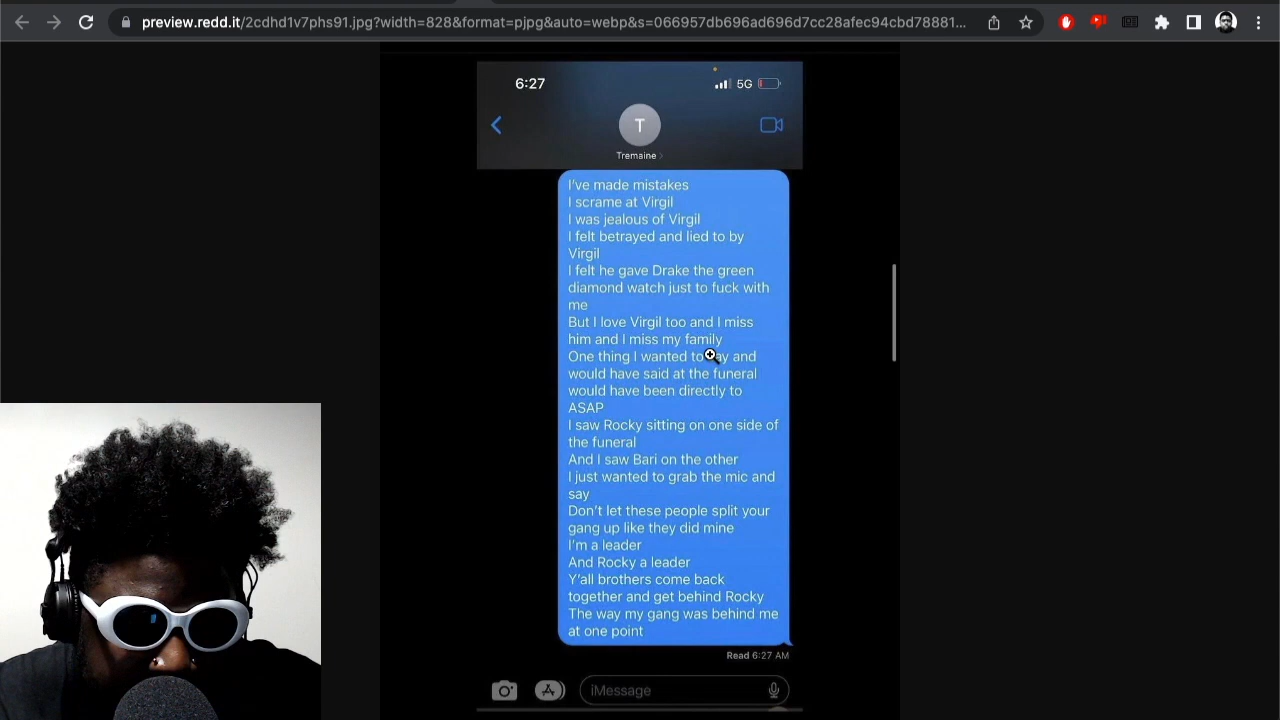 preview.redd.it/2cdhd1v7phs91.jpg?width=828&format=pjpg&auto=webp&s=066957db696ad696d7cc28afec94cbd78881...
6:27
5G
T
Tremaine
I've made mistakes
I scrame at Virgil
I was jealous of Virgil
I felt betrayed and lied to by
Virgil
I felt he gave Drake the green
diamond watch just to fuck with
me
But I love Virgil too and I miss
him and I miss my family
One thing I wanted to say and
would have said at the funeral
would have been directly to
ASAP
I saw Rocky sitting on one side of
the funeral
And I saw Bari on the other
I just wanted to grab the mic and
say
Don't let these people split your
gang up like they did mine
I'm a leader
And Rocky a leader
Y'all brothers come back
together and get behind Rocky
The way my gang was behind me
at one point
Read 6:27 AM
iMessage